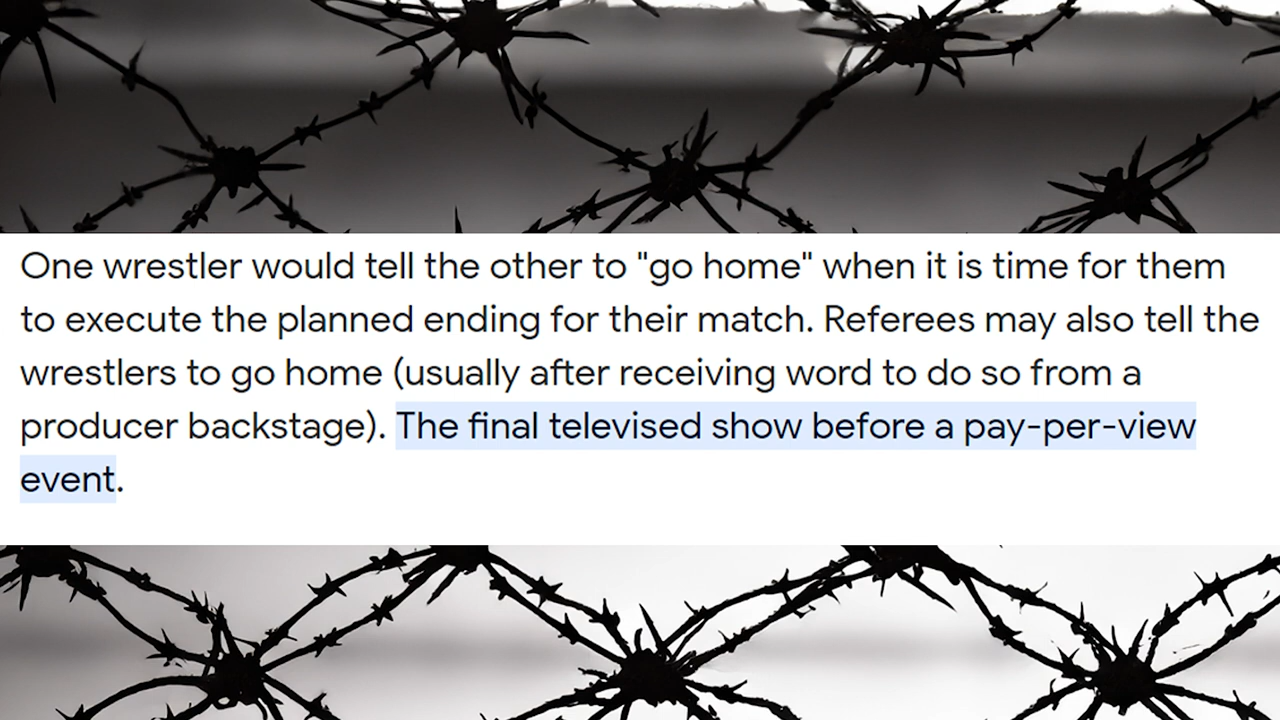 One wrestler would tell the other to "go home" when it is time for them
to execute the planned ending for their match. Referees may also tell the
wrestlers to go home (usually after receiving word to do so from a
producer backstage). The final televised show before a pay-per-view
event.